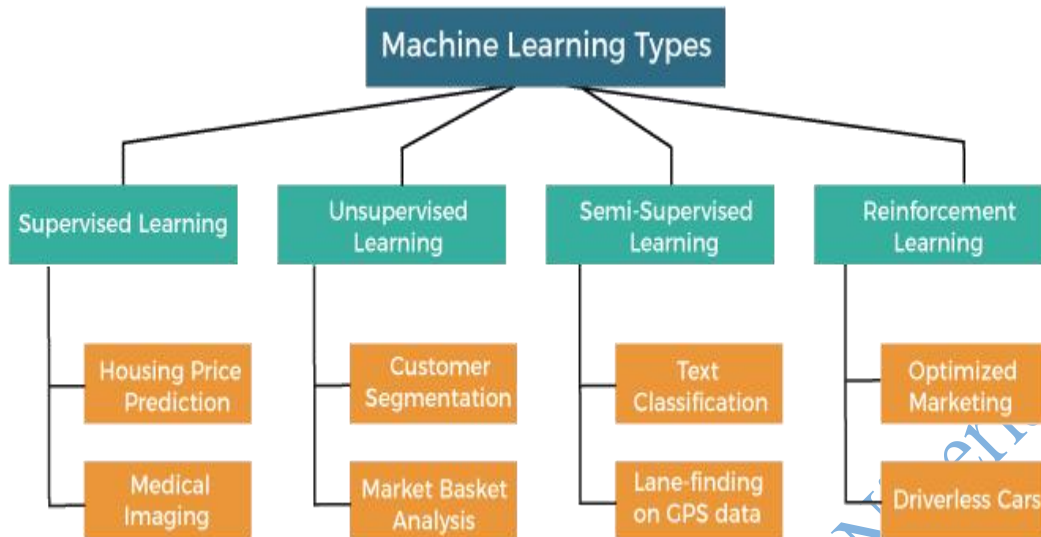 Machine Learning Types
Supervised Learning
Unsupervised
Learning
Semi-Supervised
Learning
Reinforcement
Learning
Housing Price
Prediction
Customer
Segmentation
Text
Classification
Optimized
Marketing
Medical
Imaging
Market Basket
Analysis
Lane-finding
on GPS data
Driverless Cars